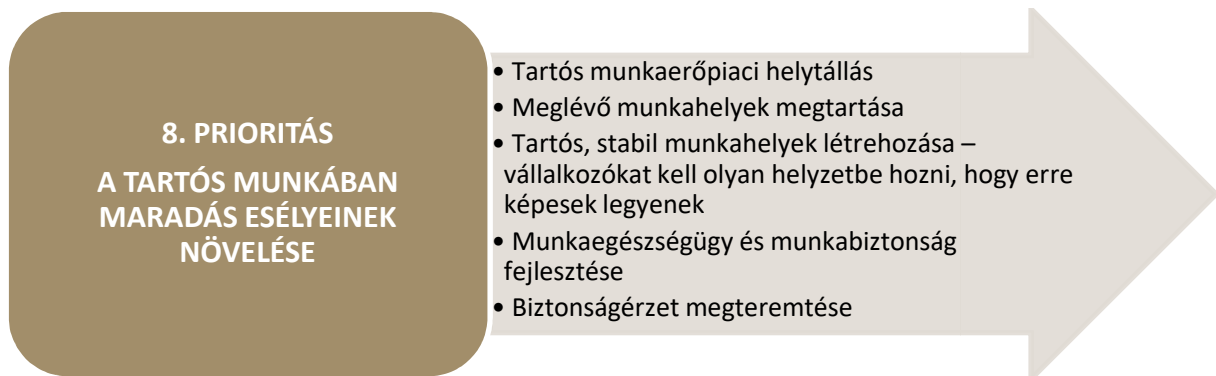 8. PRIORITÁS
A TARTÓS MUNKÁBAN
MARADÁS ESÉLYEINEK
NÖVELÉSE
• Tartós munkaerőpiaci helytállás
• Meglévő munkahelyek megtartása
• Tartós, stabil munkahelyek létrehozása –
vállalkozókat kell olyan helyzetbe hozni, hogy erre
képesek legyenek
• Munkaegészségügy és munkabiztonság
fejlesztése
• Biztonságérzet megteremtése